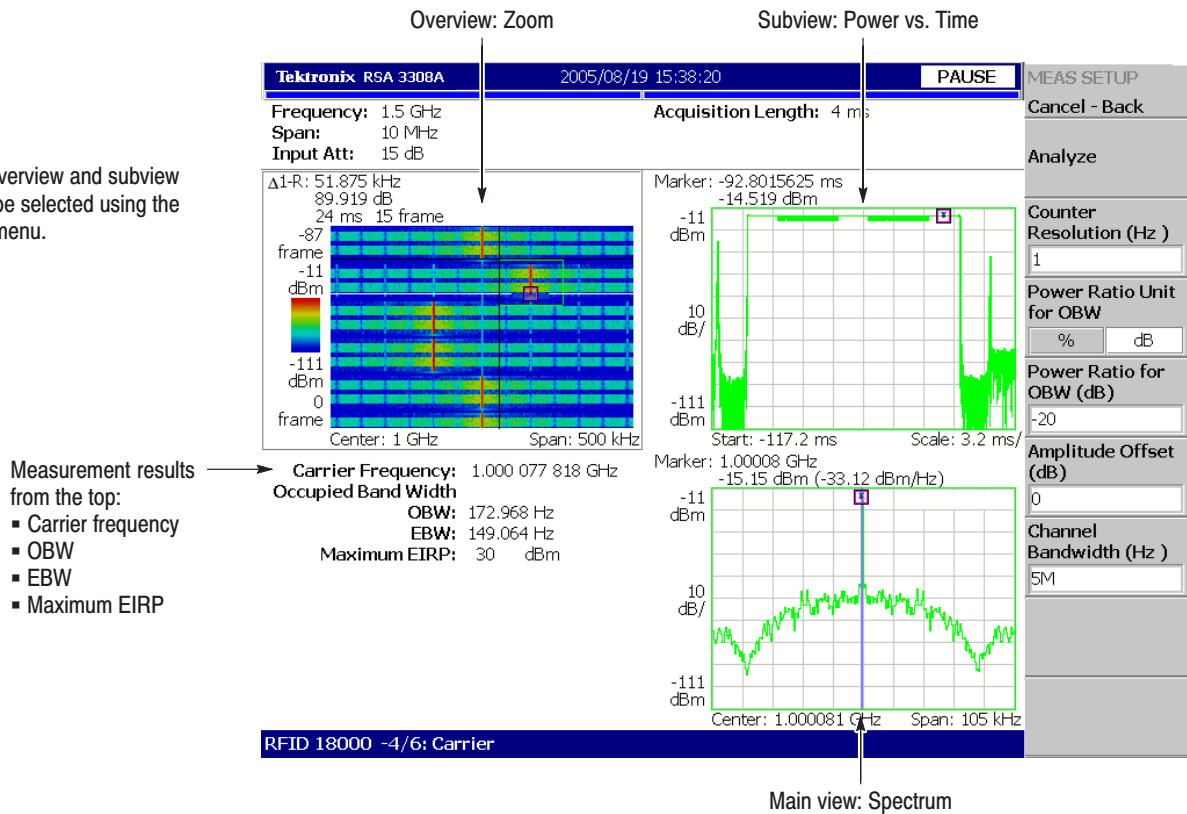 Overview: Zoom
Subview: Power vs. Time
Tektronix RSA 3308A
2005/08/19 15:38:20
PAUSE
Frequency: 1.5 GHz
Span: 10 MHz
Input Att: 15 dB
Acquisition Length: 4 ms
verview and subview
be selected using the
menu.
Δ1-R: 51.875 kHz
89.919 dB
24 ms 15 frame
-87
frame
-11
dBm
-111
dBm
0
frame
Center: 1 GHz
Span: 500 kHz
Marker: -92.8015625 ms
-14.519 dBm
-11
dBm
10
dB/
-111
dBm
Start: -117.2 ms
Scale: 3.2 ms/
Measurement results
from the top:
▪ Carrier frequency
▪ OBW
▪ EBW
▪ Maximum EIRP
Carrier Frequency: 1.000 077 818 GHz
Occupied Band Width
OBW: 172.968 Hz
EBW: 149.064 Hz
Maximum EIRP: 30 dBm
Marker: 1.00008 GHz
-15.15 dBm (-33.12 dBm/Hz)
-11
dBm
10
dB/
-111
dBm
Center: 1.000081 GHz
Span: 105 kHz
RFID 18000 -4/6: Carrier
MEAS SETUP
Cancel - Back
Analyze
Counter
Resolution (Hz )
1
Power Ratio Unit
for OBW
%
dB
Power Ratio for
OBW (dB)
-20
Amplitude Offset
(dB)
0
Channel
Bandwidth (Hz )
5M
Main view: Spectrum